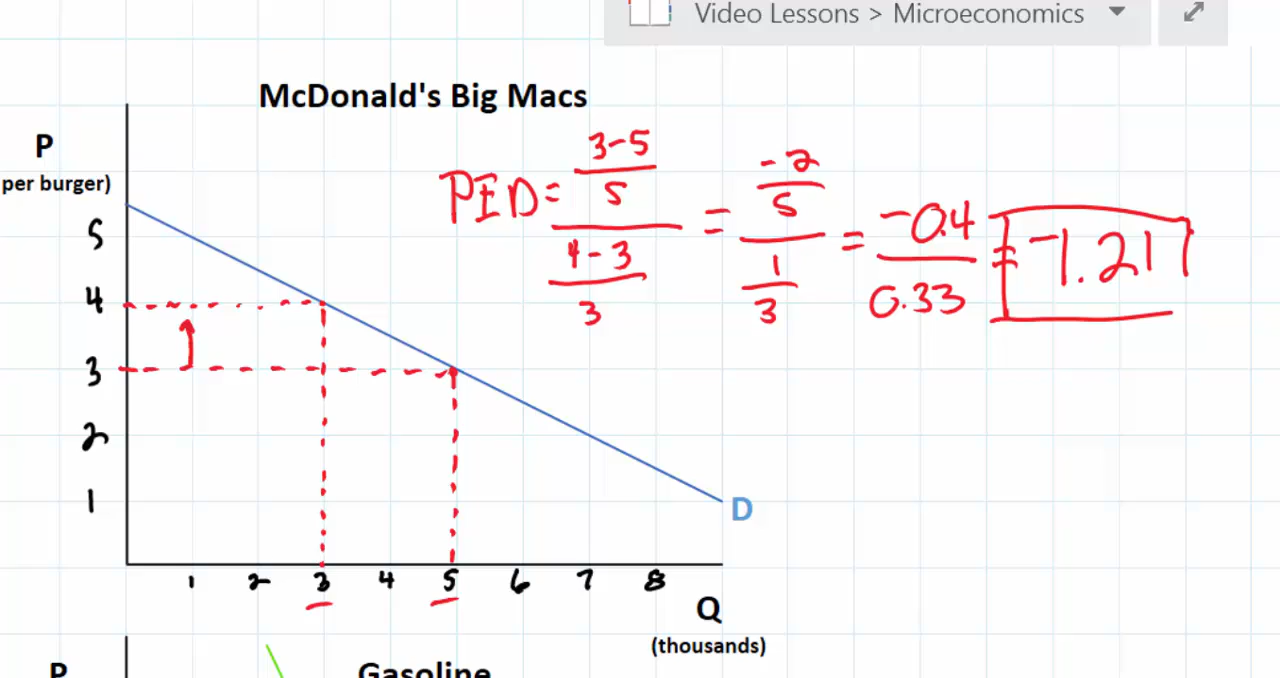 Video Lessons > Microeconomics
McDonald's Big Macs
P
per burger)
5
4
3
2
1
1 2 3 4 5 6 7 8
Q
(thousands)
D
PED = (3-5)/5 / (4-3)/3 = -2/5 / 1/3 = -0.4/0.33 = -1.21
P
Gasoline